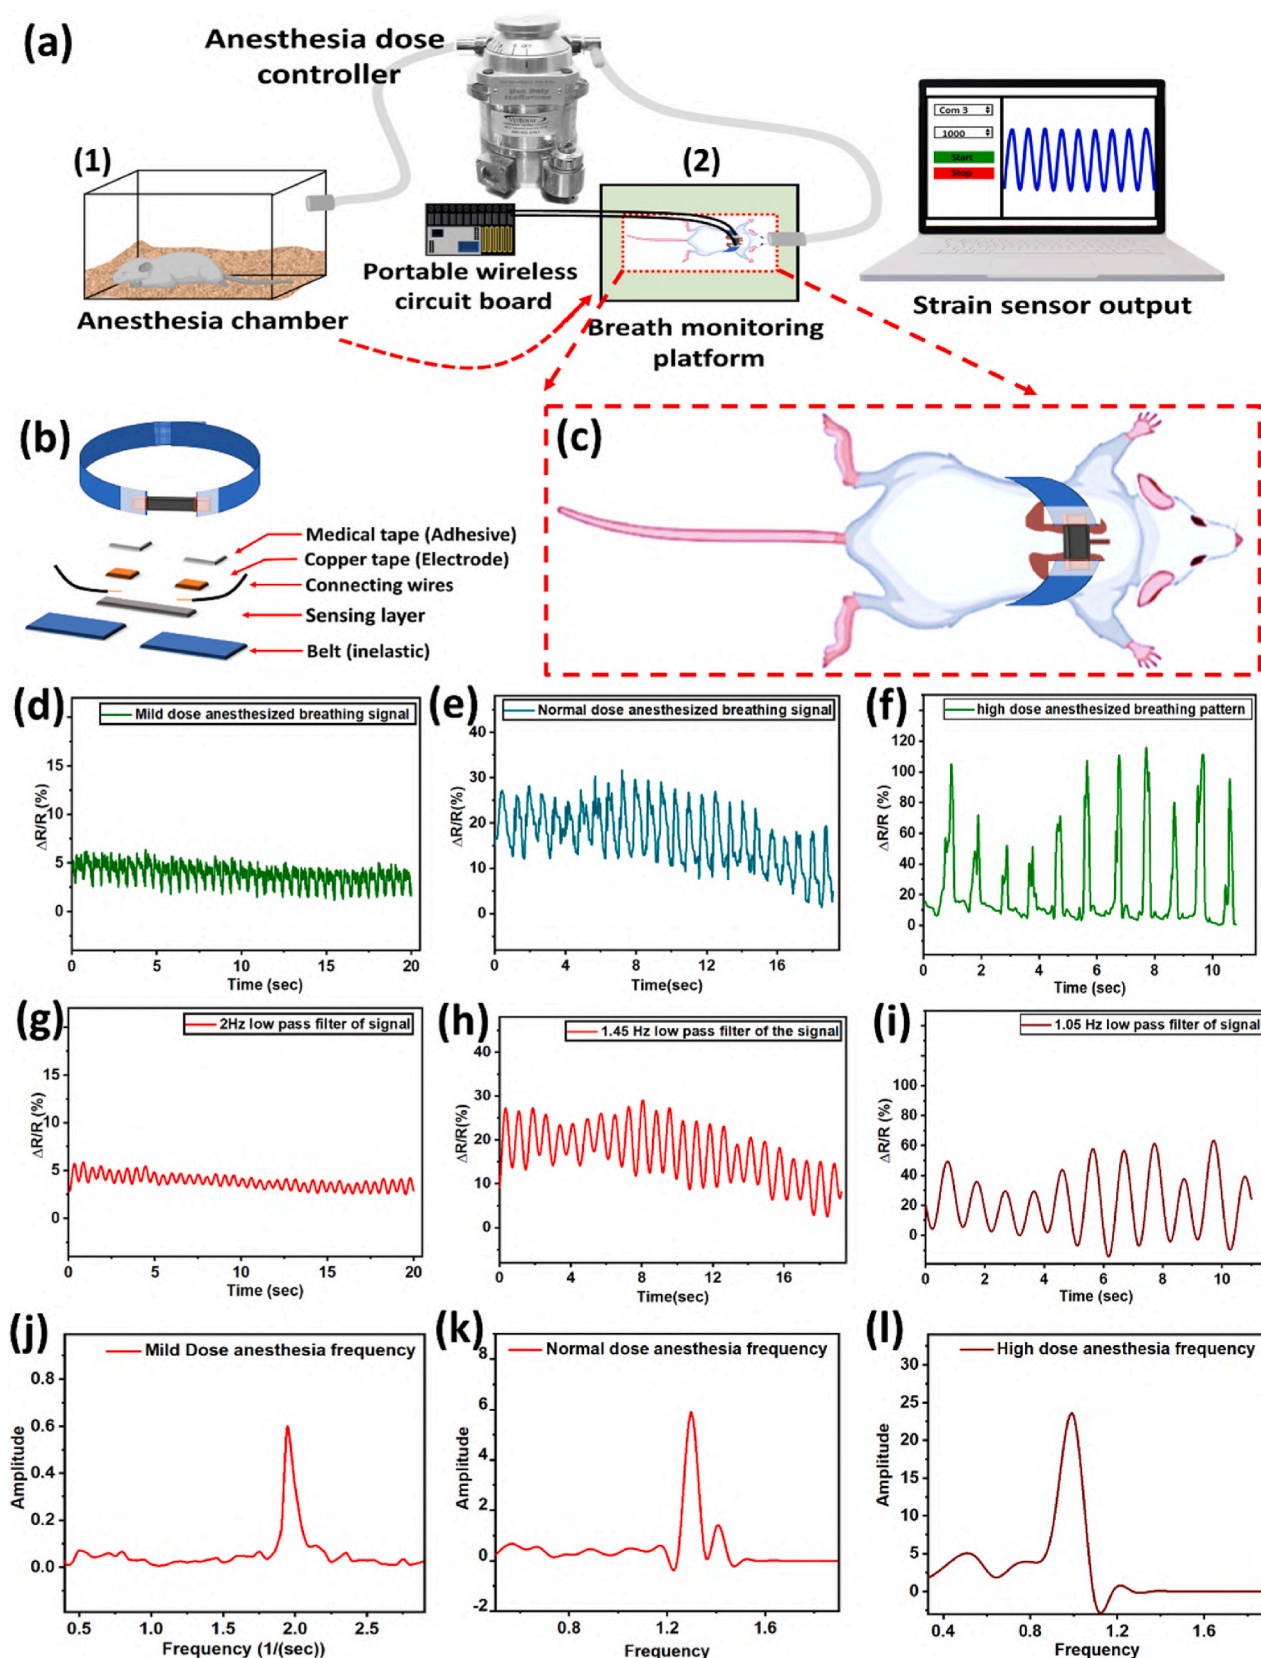 (a)
Anesthesia dose
controller
OFF
Use Only
Isoflurane
(1)
Anesthesia chamber
Portable wireless
circuit board
(2)
Breath monitoring
platform
Com 3
1000
Start
Stop
Strain sensor output
(b)
Medical tape (Adhesive)
Copper tape (Electrode)
Connecting wires
Sensing layer
Belt (inelastic)
(c)
(d)
Mild dose anesthesized breathing signal
ΔR/R (%)
15
10
5
0
0 5 10 15 20
Time (sec)
(e)
Normal dose anesthesized breathing signal
ΔR/R(%)
40
30
20
10
0
0 4 8 12 16
Time(sec)
(f)
high dose anesthesized breathing pattern
ΔR/R (%)
120
100
80
60
40
20
0
0 2 4 6 8 10
Time (sec)
(g)
2Hz low pass filter of signal
ΔR/R (%)
20
15
10
5
0
0 5 10 15 20
Time (sec)
(h)
1.45 Hz low pass filter of the signal
ΔR/R(%)
40
30
20
10
0
0 4 8 12 16
Time(sec)
(i)
1.05 Hz low pass filter of signal
ΔR/R (%)
100
80
60
40
20
0
0 2 4 6 8 10
Time (sec)
(j)
Mild Dose anesthesia frequency
Amplitude
0.8
0.6
0.4
0.2
0.0
0.5 1.0 1.5 2.0 2.5
Frequency (1/(sec))
(k)
Normal dose anesthesia frequency
Amplitude
8
6
4
2
0
-2
0.8 1.2 1.6
Frequency
(l)
High dose anesthesia frequency
Amplitude
30
25
20
15
10
5
0
0.4 0.8 1.2 1.6
Frequency